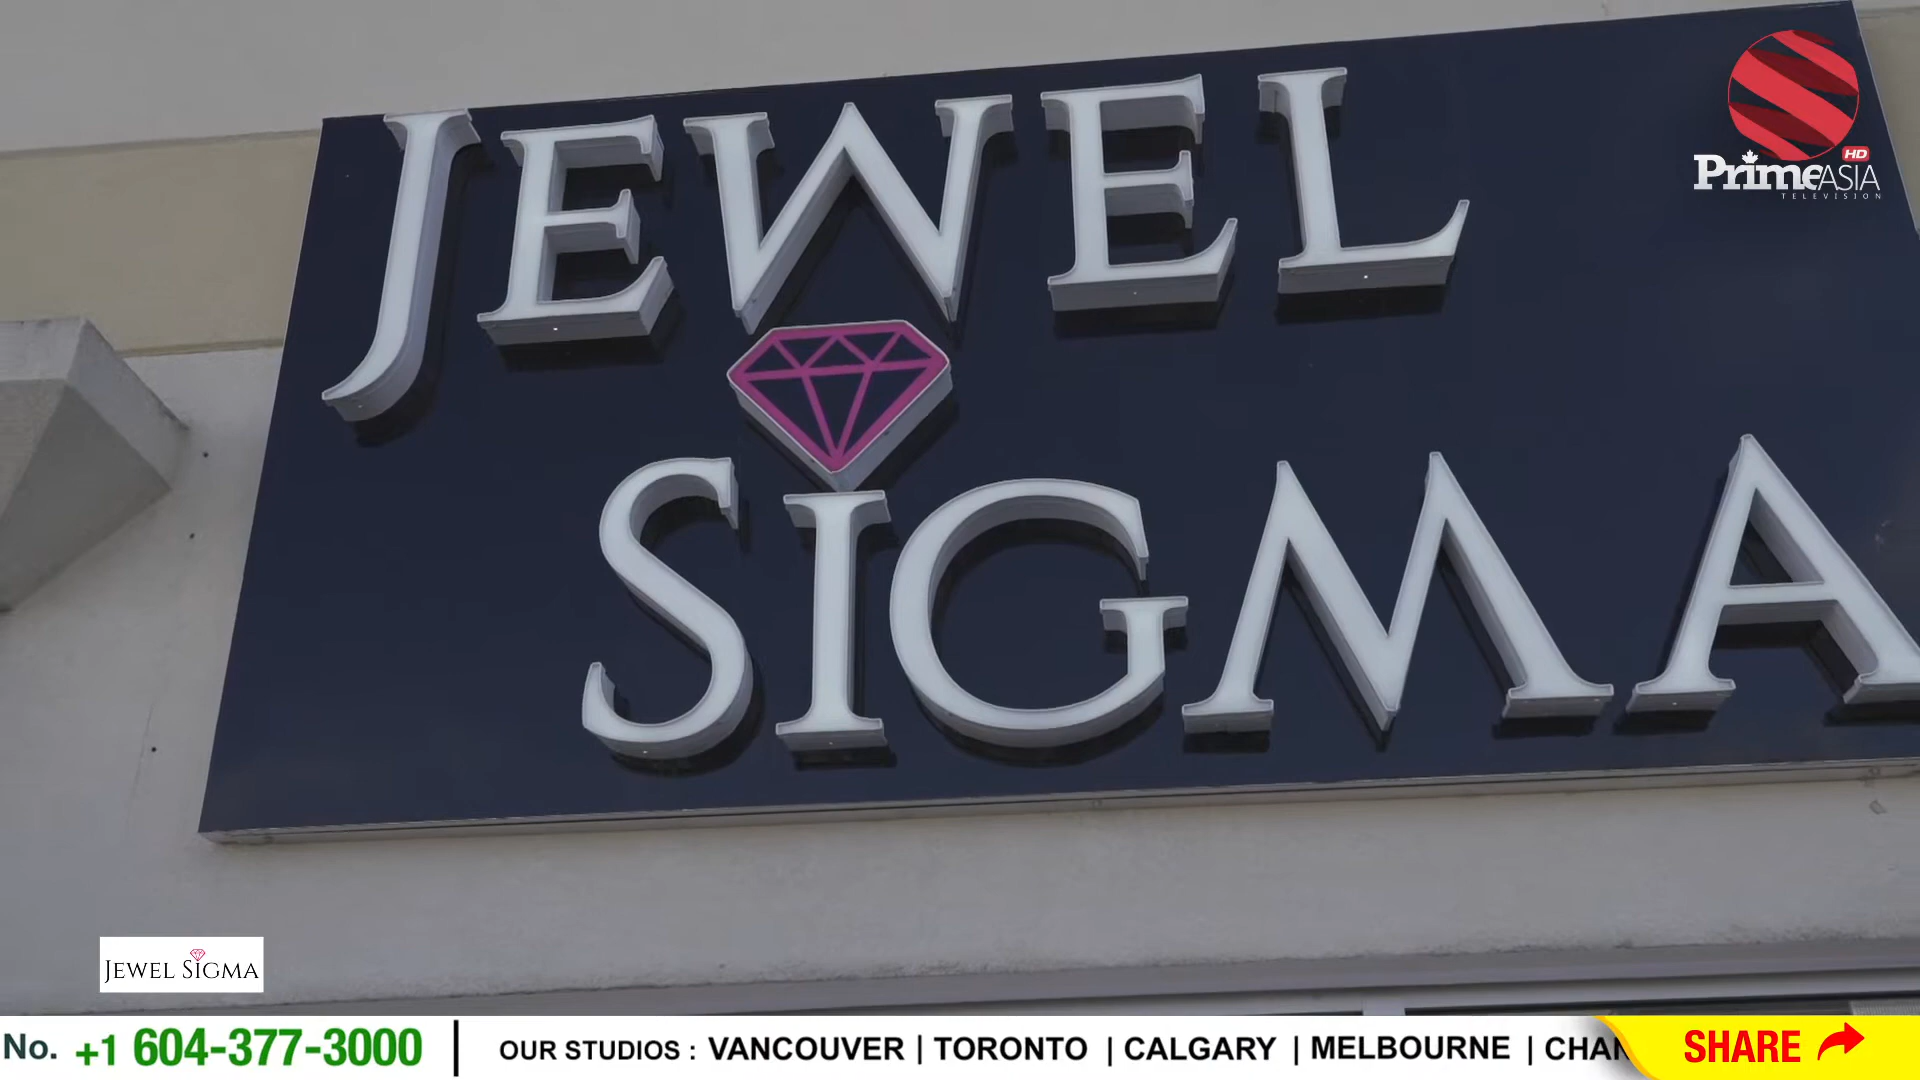 JEWEL
SIGMA
HD
PrimeASIA
TELEVISION
JEWEL SIGMA
No. +1 604-377-3000 | OUR STUDIOS : VANCOUVER | TORONTO | CALGARY | MELBOURNE | CHAN
SHARE